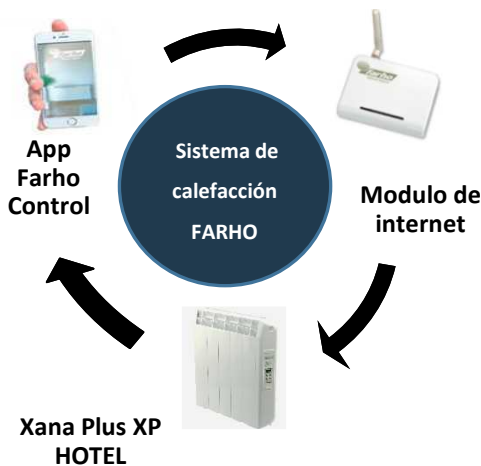 App
Farho
Control
Sistema de
calefacción
FARHO
Modulo de
internet
Xana Plus XP
HOTEL